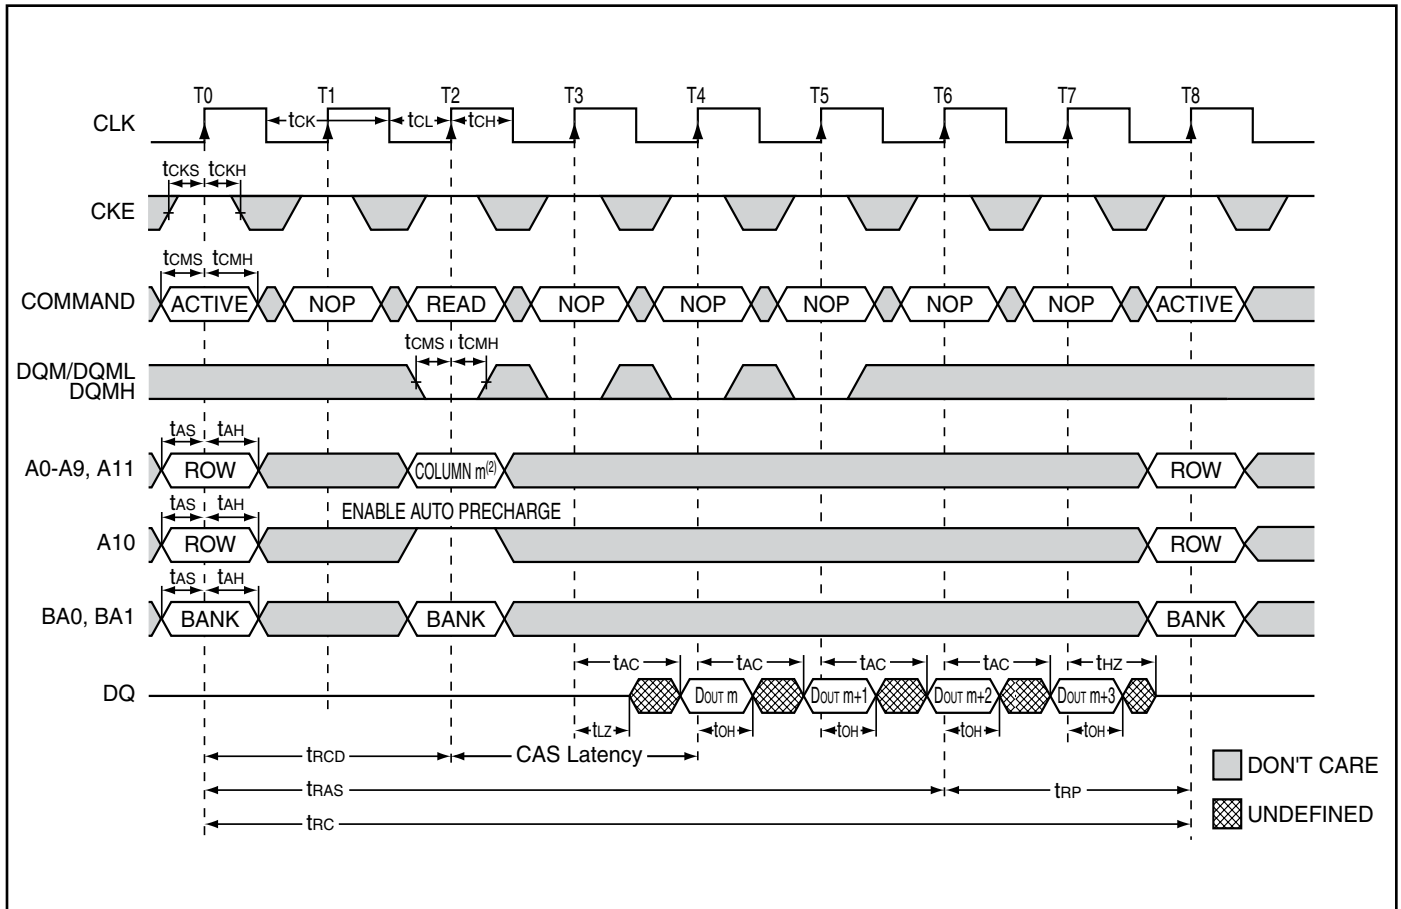 T0 T1 T2 T3 T4 T5 T6 T7 T8
CLK tCK tCL tCH
tCKS tCKH
CKE
tCMS tCMH
COMMAND ACTIVE NOP READ NOP NOP NOP NOP NOP ACTIVE
tCMS tCMH
DQM/DQML
DQMH
tAS tAH
A0-A9, A11 ROW COLUMN m(2) ROW
tAS tAH ENABLE AUTO PRECHARGE
A10 ROW ROW
tAS tAH
BA0, BA1 BANK BANK BANK
tAC tAC tAC tAC tHZ
DQ DOUT m DOUT m+1 DOUT m+2 DOUT m+3
tLZ tOH tOH tOH tOH
tRCD CAS Latency
DON'T CARE
tRAS tRP
UNDEFINED
tRC